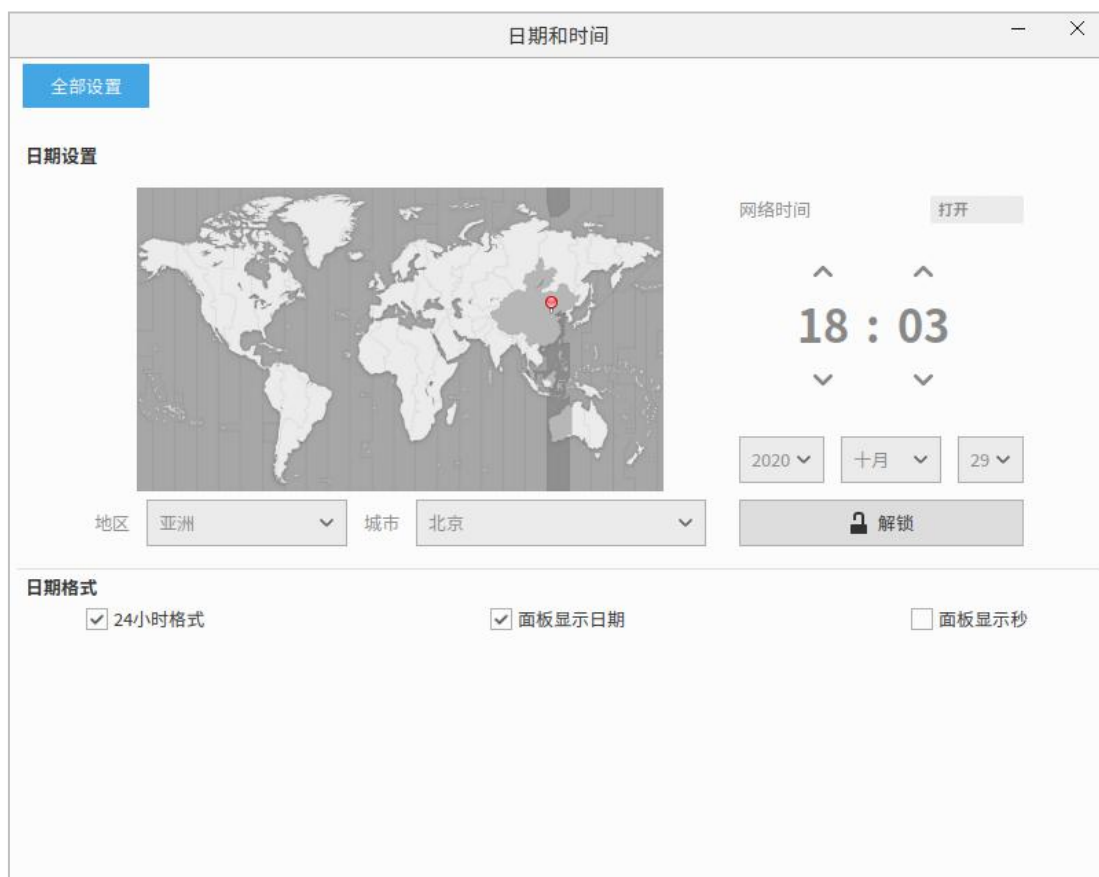 日期和时间
全部设置
日期设置
网络时间 打开
18 : 03
2020 十月 29
地区 亚洲 城市 北京 解锁
日期格式
24小时格式 面板显示日期 面板显示秒